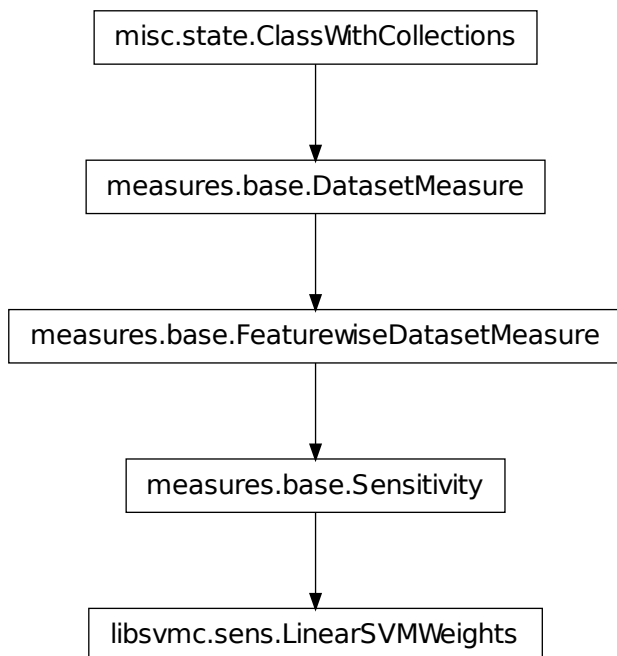 misc.state.ClassWithCollections
measures.base.DatasetMeasure
measures.base.FeaturewiseDatasetMeasure
measures.base.Sensitivity
libsvmc.sens.LinearSVMWeights